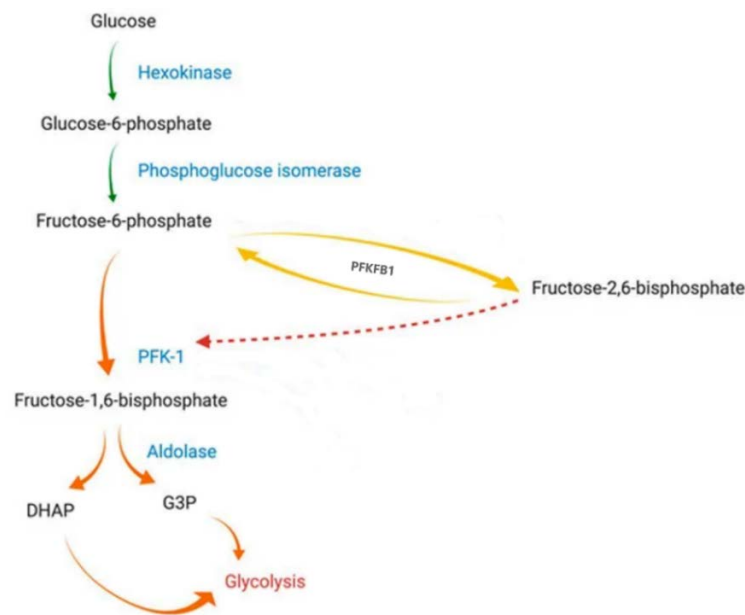 Glucose
Hexokinase
Glucose-6-phosphate
Phosphoglucose isomerase
Fructose-6-phosphate
PFKFB1
Fructose-2,6-bisphosphate
PFK-1
Fructose-1,6-bisphosphate
Aldolase
DHAP
G3P
Glycolysis